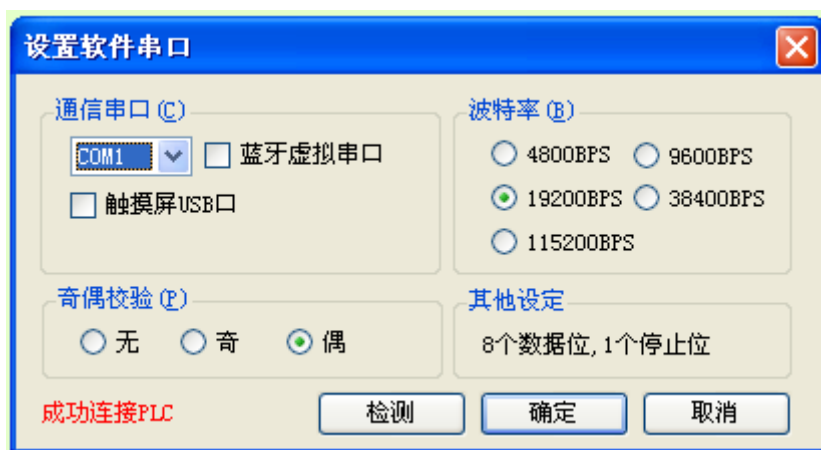 设置软件串口
通信串口(C)
COM1 蓝牙虚拟串口
触摸屏USB口
波特率(B)
4800BPS 9600BPS
19200BPS 38400BPS
115200BPS
奇偶校验(P)
无 奇 偶
其他设定
8个数据位,1个停止位
成功连接PLC 检测 确定 取消